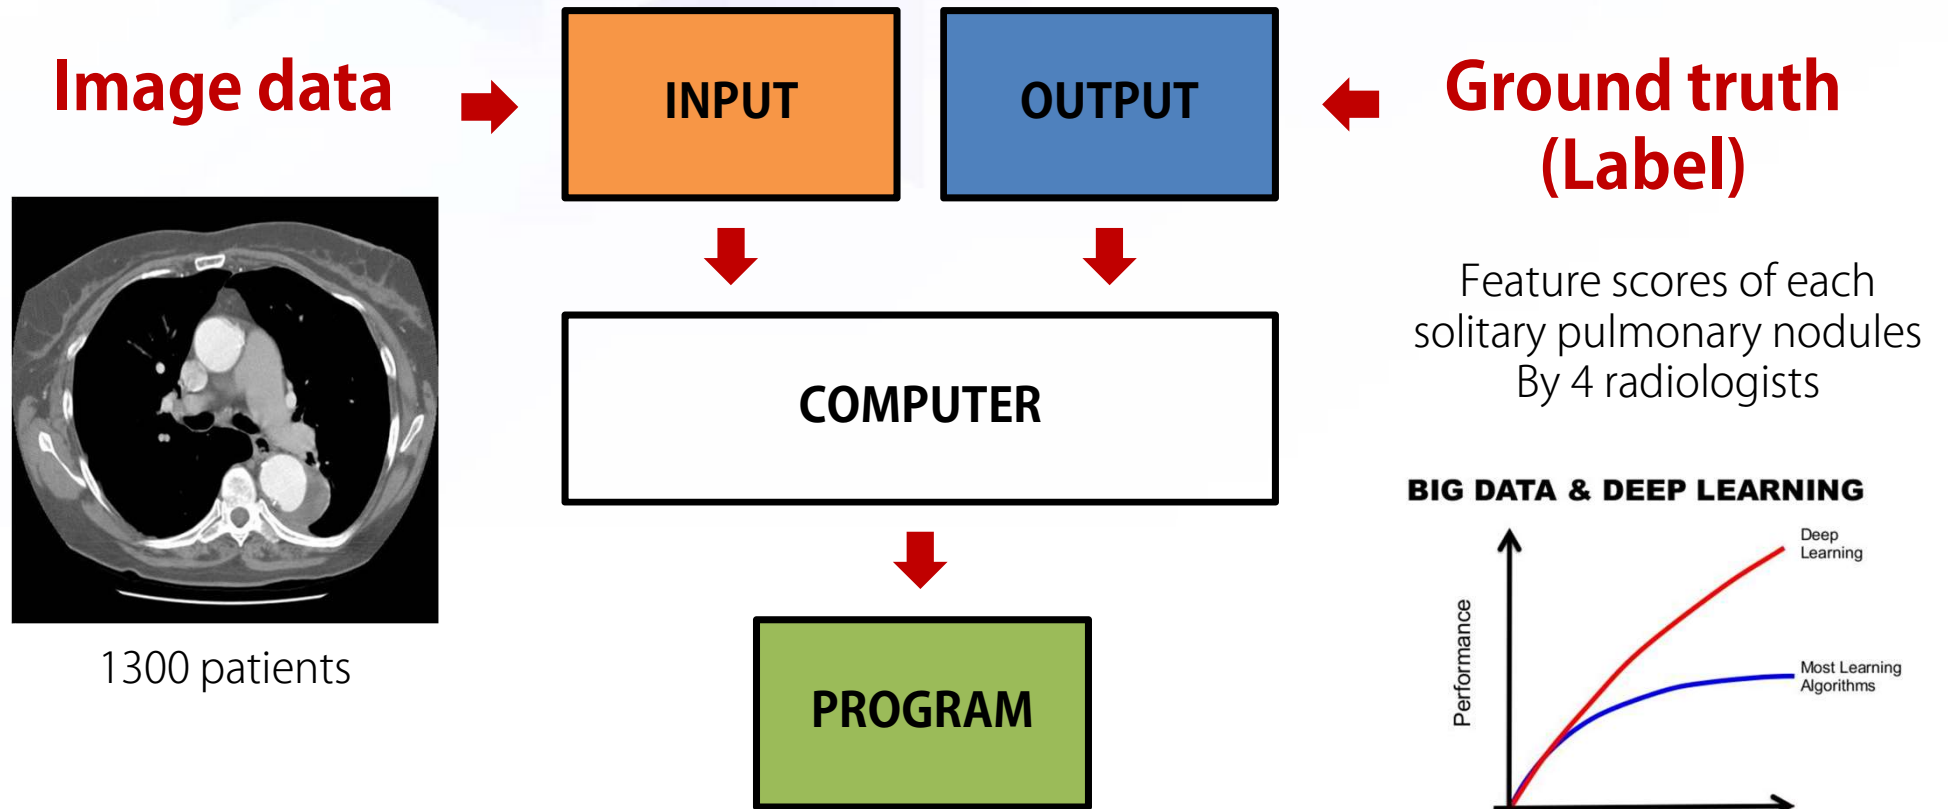 Image data
INPUT
OUTPUT
Ground truth
(Label)
Feature scores of each
solitary pulmonary nodules
By 4 radiologists
COMPUTER
1300 patients
PROGRAM
BIG DATA & DEEP LEARNING
Deep
Learning
Most Learning
Algorithms
Performance